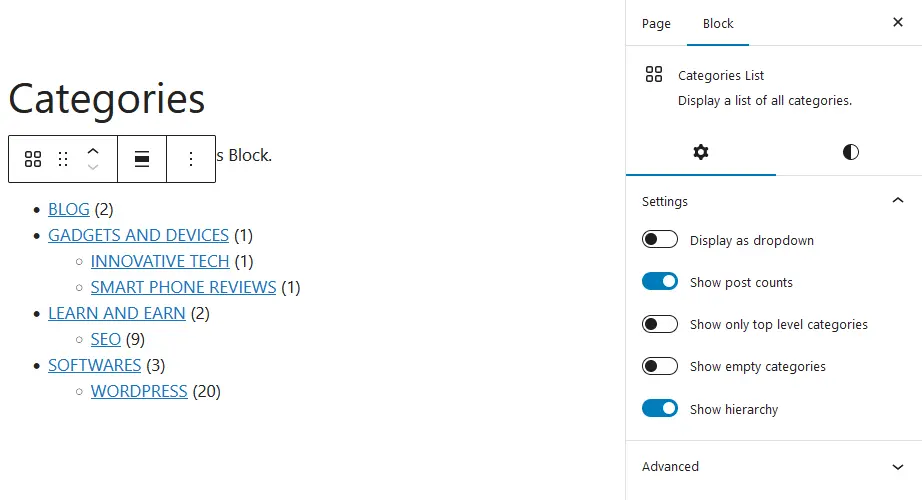 Categories
s Block.
BLOG (2)
GADGETS AND DEVICES (1)
INNOVATIVE TECH (1)
SMART PHONE REVIEWS (1)
LEARN AND EARN (2)
SEO (9)
SOFTWARES (3)
WORDPRESS (20)
Page Block
Categories List
Display a list of all categories.
Settings
Display as dropdown
Show post counts
Show only top level categories
Show empty categories
Show hierarchy
Advanced